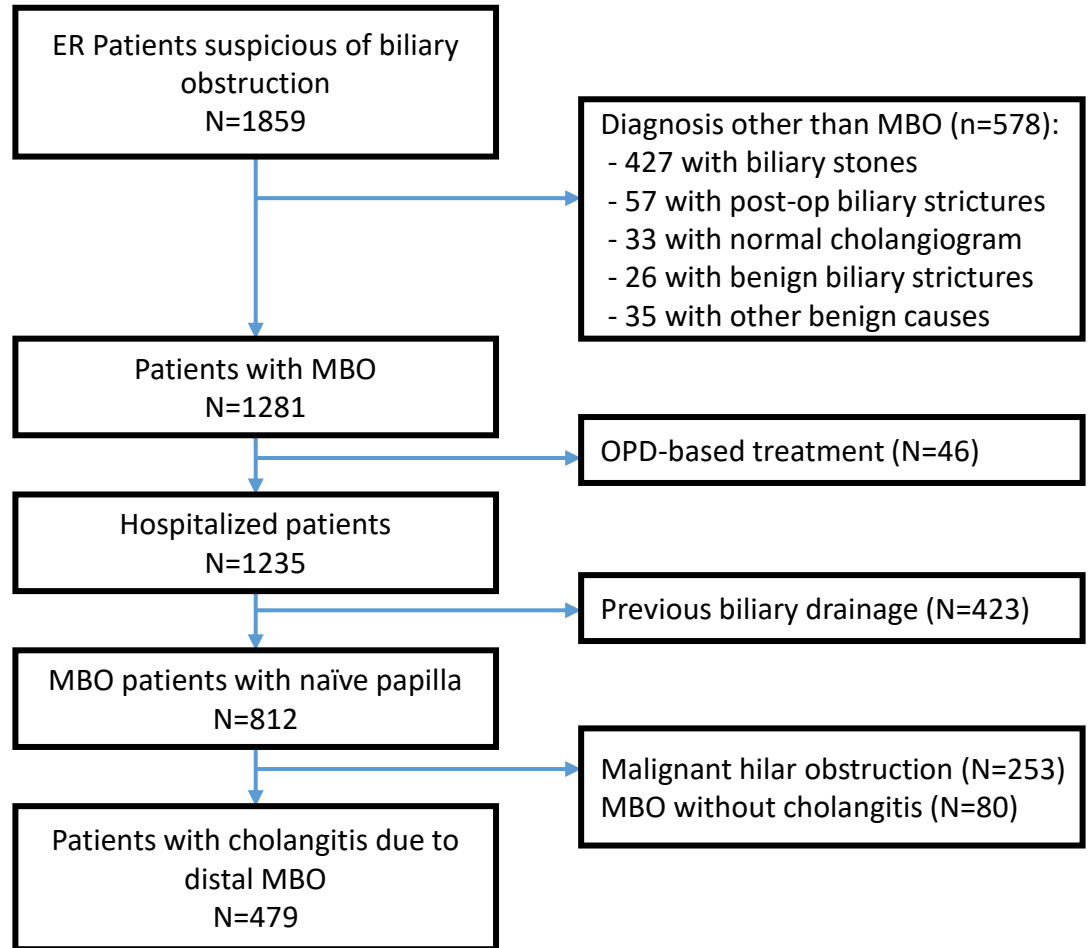 ER Patients suspicious of biliary
obstruction
N=1859
Diagnosis other than MBO (n=578):
- 427 with biliary stones
- 57 with post-op biliary strictures
- 33 with normal cholangiogram
- 26 with benign biliary strictures
- 35 with other benign causes
Patients with MBO
N=1281
OPD-based treatment (N=46)
Hospitalized patients
N=1235
Previous biliary drainage (N=423)
MBO patients with naïve papilla
N=812
Malignant hilar obstruction (N=253)
MBO without cholangitis (N=80)
Patients with cholangitis due to
distal MBO
N=479